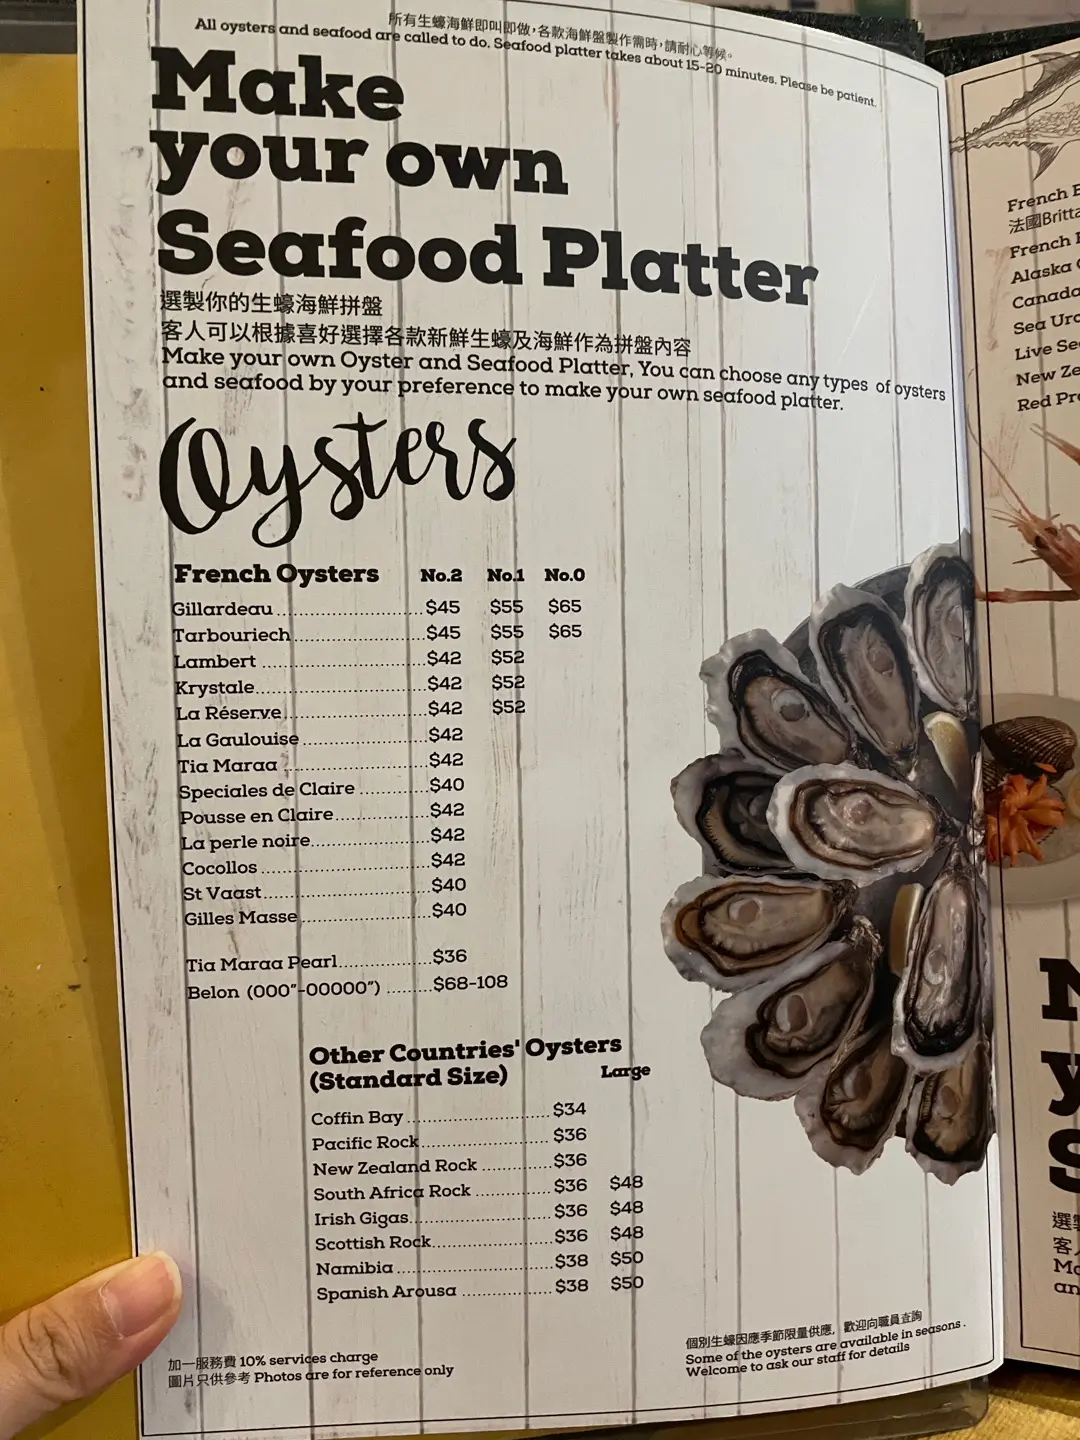 所有生蠔海鮮即叫即做,各款海鮮盤製作需時,請耐心等候。
All oysters and seafood are called to do. Seafood platter takes about 15-20 minutes. Please be patient.
Make
your own
Seafood Platter
選製你的生蠔海鮮拼盤
客人可以根據喜好選擇各款新鮮生蠔及海鮮作為拼盤內容
Make your own Oyster and Seafood Platter, You can choose any types of oysters
and seafood by your preference to make your own seafood platter.
Oysters
French Oysters No.2 No.1 No.0
Gillardeau $45 $55 $65
Tarbouriech $45 $55 $65
Lambert $42 $52
Krystale $42 $52
La Réserve $42 $52
La Gaulouise $42
Tia Maraa $42
Speciales de Claire $40
Pousse en Claire $42
La perle noire $42
Cocollos $42
St Vaast $40
Gilles Masse $40
Tia Maraa Pearl $36
Belon (000"-00000") $68-108
Other Countries' Oysters
(Standard Size) Large
Coffin Bay $34
Pacific Rock $36
New Zealand Rock $36
South Africa Rock $36 $48
Irish Gigas $36 $48
Scottish Rock $36 $48
Namibia $38 $50
Spanish Arousa $38 $50
加一服務費 10% services charge
圖片只供參考 Photos are for reference only
個別生蠔因應季節限量供應, 歡迎向職員查詢
Some of the oysters are available in seasons.
Welcome to ask our staff for details
French
法國
French
Alaska
Canada
Sea
Live
New
Red